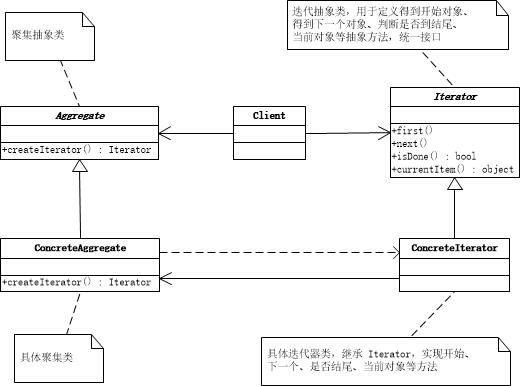 聚集抽象类
迭代抽象类，用于定义得到开始对象、
得到下一个对象、判断是否到结尾、
当前对象等抽象方法，统一接口
Aggregate
+createIterator() : Iterator
Client
Iterator
+first()
+next()
+isDone() : bool
+currentItem() : object
ConcreteAggregate
+createIterator() : Iterator
ConcreteIterator
具体聚集类
具体迭代器类，继承 Iterator，实现开始、
下一个、是否结尾、当前对象等方法